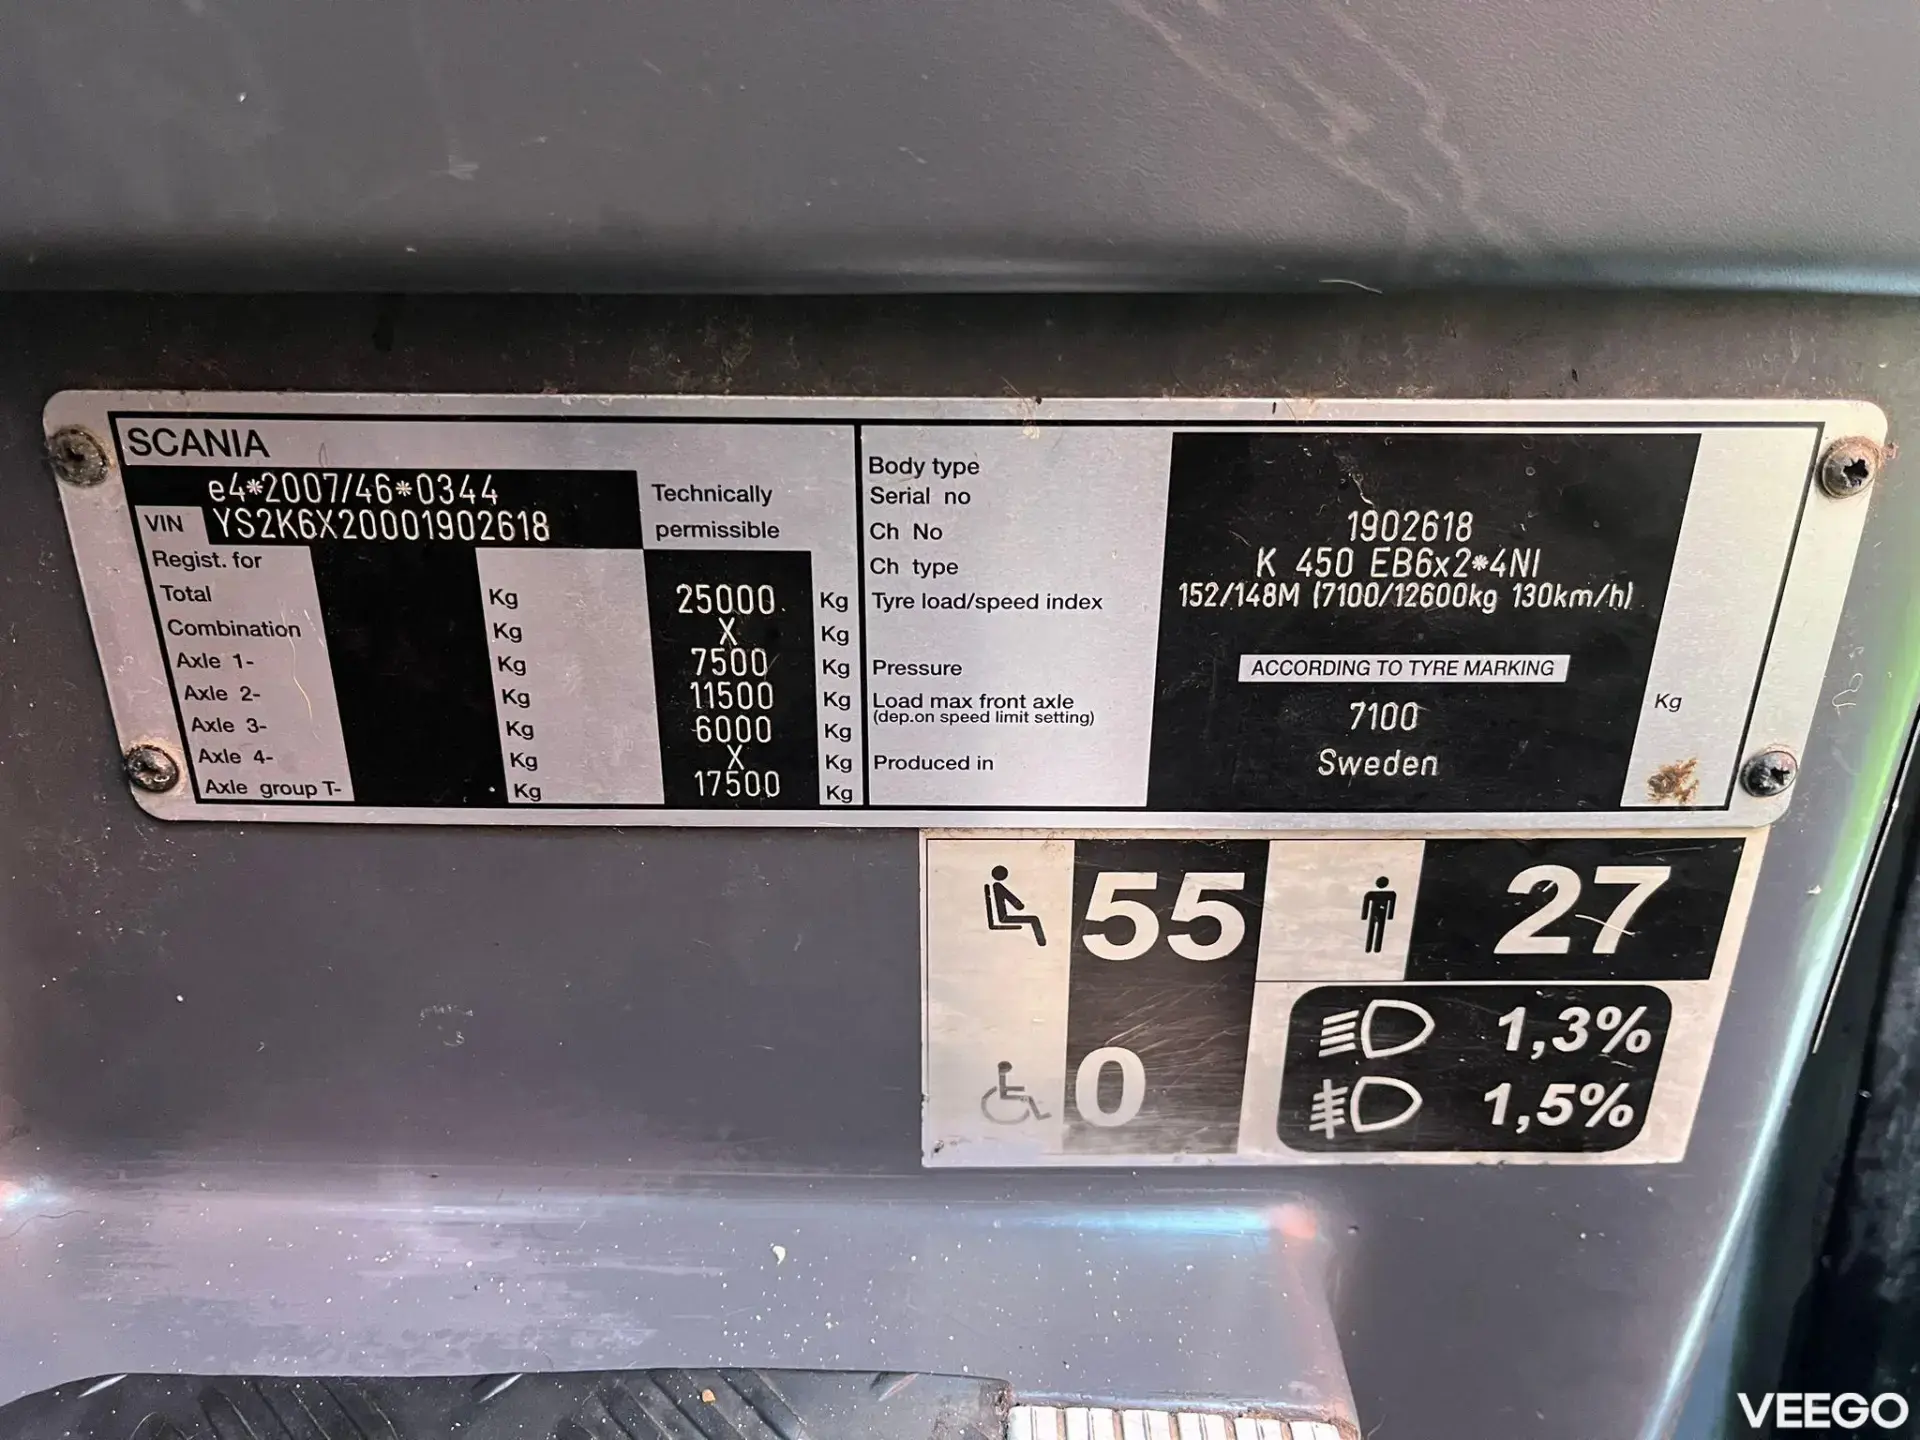 SCANIA
e4*2007/46*0344
VIN YS2K6X20001902618
Technically
permissible
Regist. for
Total Kg 25000 Kg
Combination Kg X Kg
Axle 1- Kg 7500 Kg
Axle 2- Kg 11500 Kg
Axle 3- Kg 6000 Kg
Axle 4- Kg X Kg
Axle group T- Kg 17500 Kg
Body type
Serial no
Ch No 1902618
Ch type K 450 EB6x2*4NI
Tyre load/speed index 152/148M (7100/12600kg 130km/h)
Pressure ACCORDING TO TYRE MARKING
Load max front axle 7100 Kg
(dep.on speed limit setting)
Produced in Sweden
55 27
1,3%
0 1,5%
VEEGO